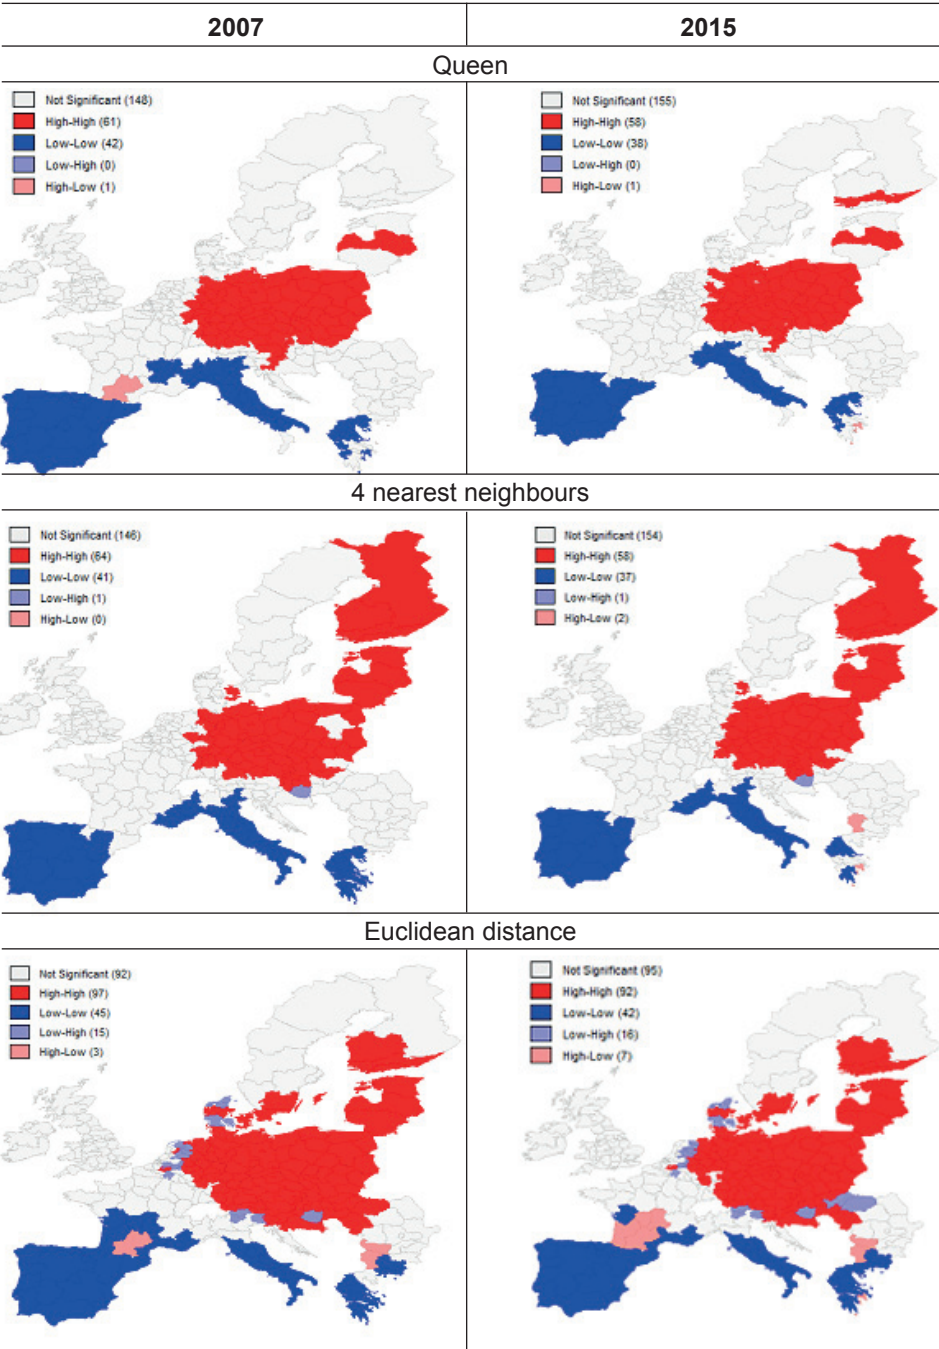 2007
2015
Queen
Not Significant (148)
High-High (61)
Low-Low (42)
Low-High (0)
High-Low (1)
Not Significant (155)
High-High (58)
Low-Low (38)
Low-High (0)
High-Low (1)
4 nearest neighbours
Not Significant (146)
High-High (64)
Low-Low (41)
Low-High (1)
High-Low (0)
Not Significant (154)
High-High (58)
Low-Low (37)
Low-High (1)
High-Low (2)
Euclidean distance
Not Significant (92)
High-High (97)
Low-Low (45)
Low-High (15)
High-Low (3)
Not Significant (95)
High-High (92)
Low-Low (42)
Low-High (16)
High-Low (7)